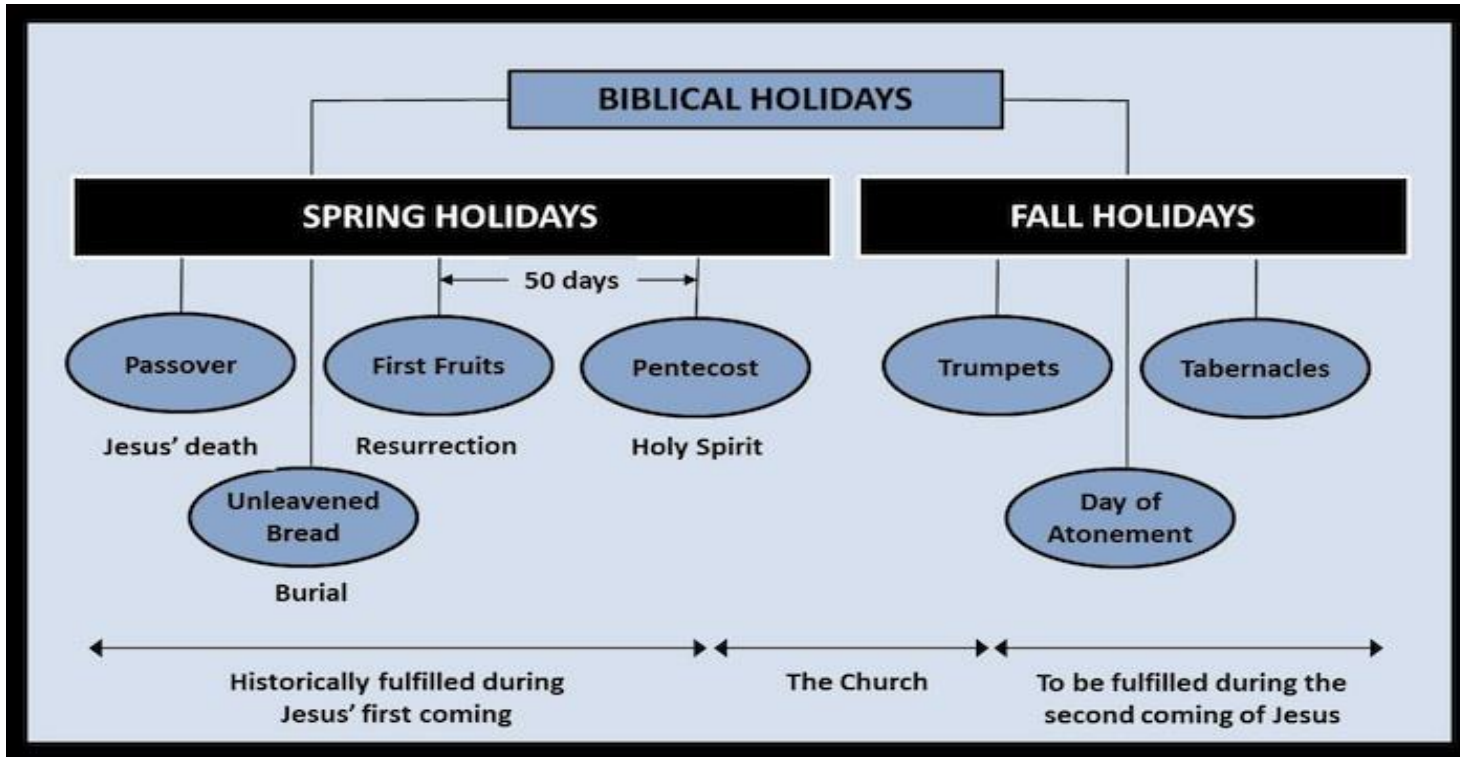 BIBLICAL HOLIDAYS
SPRING HOLIDAYS
FALL HOLIDAYS
50 days
Passover
First Fruits
Pentecost
Trumpets
Tabernacles
Jesus’ death
Resurrection
Holy Spirit
Unleavened
Bread
Day of
Atonement
Burial
Historically fulfilled during
Jesus’ first coming
The Church
To be fulfilled during the
second coming of Jesus